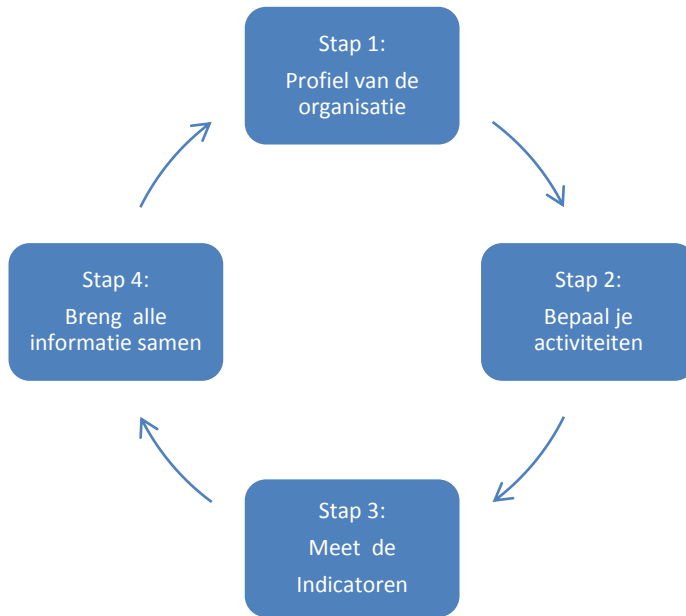 Stap 1:
Profiel van de
organisatie
Stap 2:
Bepaal je
activiteiten
Stap 3:
Meet de
Indicatoren
Stap 4:
Breng alle
informatie samen